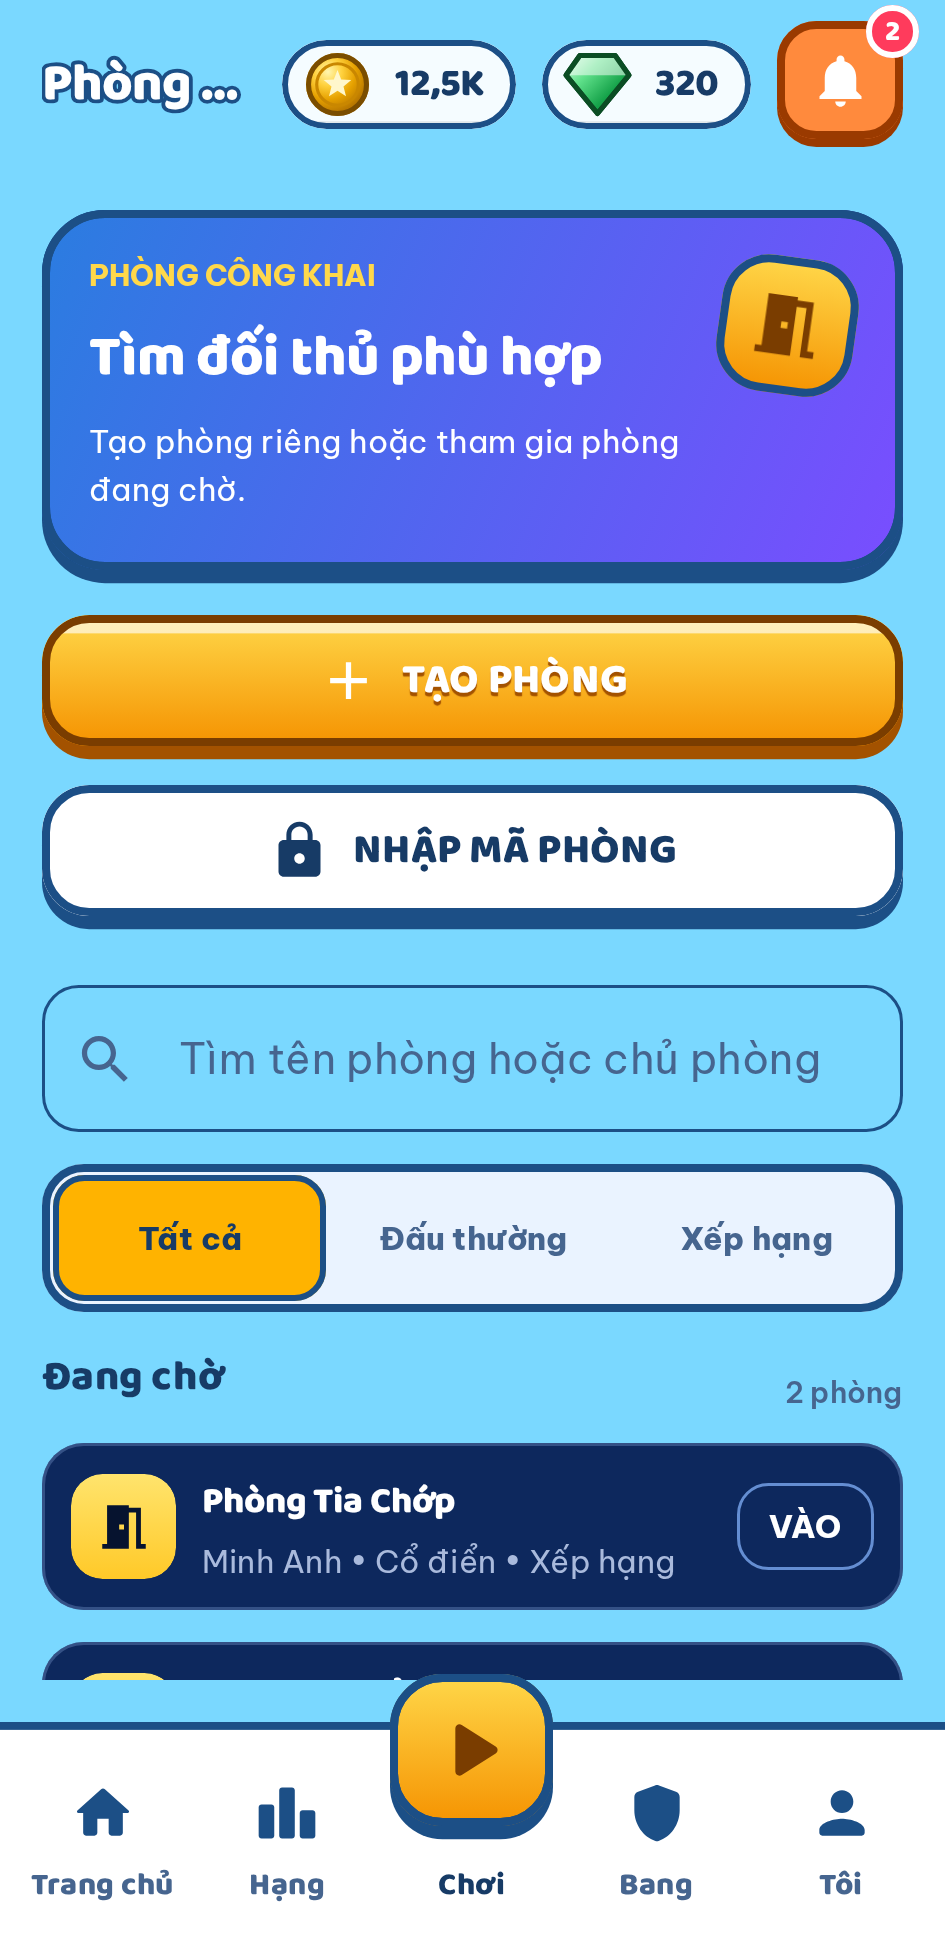 Phòng ...
12,5K
320
2
PHÒNG CÔNG KHAI
Tìm đối thủ phù hợp
Tạo phòng riêng hoặc tham gia phòng
đang chờ.
TẠO PHÒNG
NHẬP MÃ PHÒNG
Tìm tên phòng hoặc chủ phòng
Tất cả
Đấu thường
Xếp hạng
Đang chờ
2 phòng
Phòng Tia Chớp
Minh Anh • Cổ điển • Xếp hạng
VÀO
Trang chủ
Hạng
Chơi
Bang
Tôi